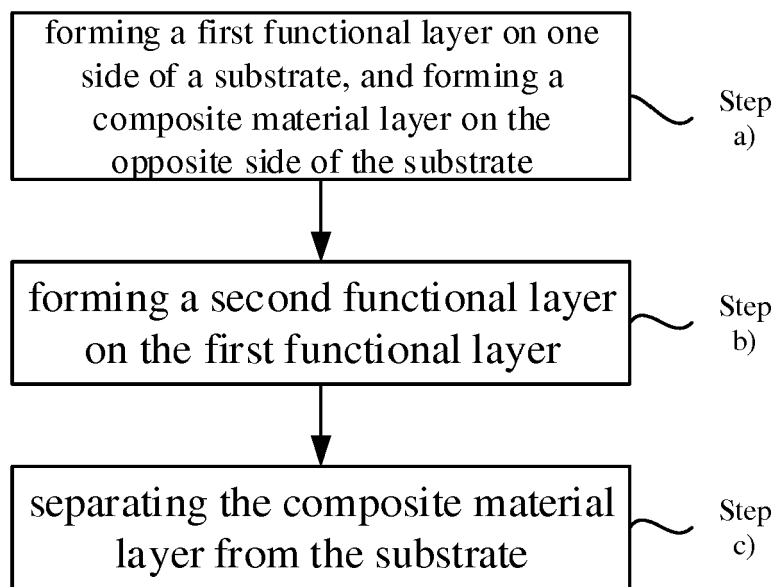 forming a first functional layer on one
side of a substrate, and forming a
composite material layer on the
opposite side of the substrate
Step
a)
forming a second functional layer
on the first functional layer
Step
b)
separating the composite material
layer from the substrate
Step
c)